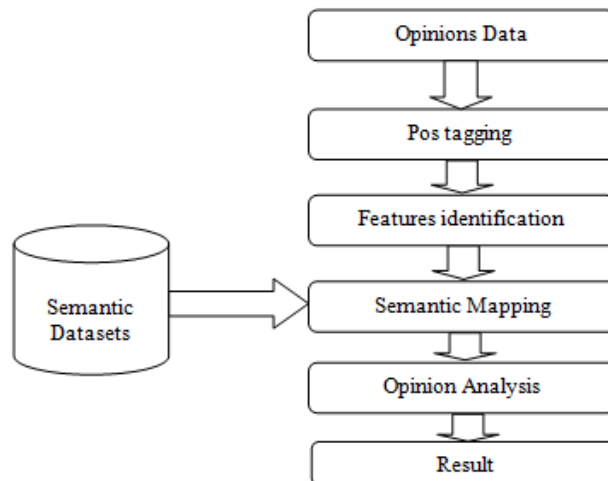 Opinions Data
Pos tagging
Features identification
Semantic
Datasets
Semantic Mapping
Opinion Analysis
Result